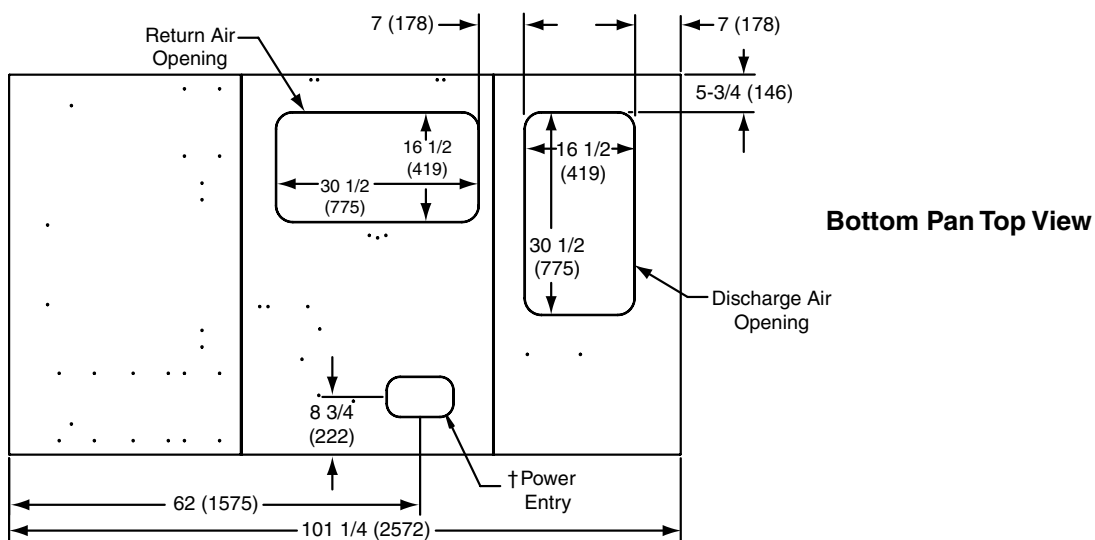 7 (178)
7 (178)
Return Air
Opening
5-3/4 (146)
16 1/2
(419)
16 1/2
(419)
30 1/2
(775)
Bottom Pan Top View
30 1/2
(775)
Discharge Air
Opening
8 3/4
(222)
†Power
Entry
62 (1575)
101 1/4 (2572)